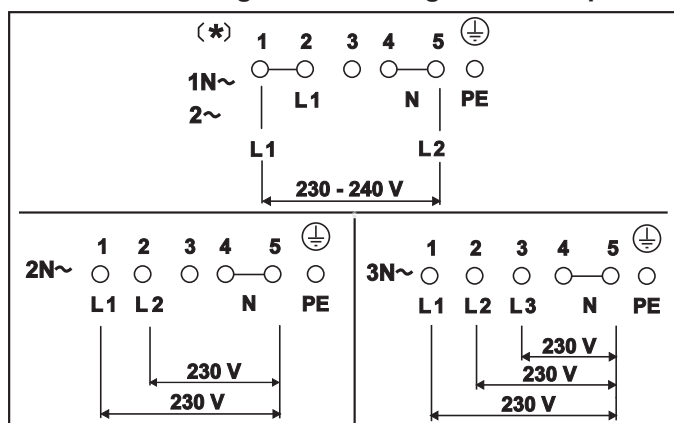 (*) 1 2 3 4 5
1N~ L1 N PE
2~
L1 L2
230 - 240 V
1 2 3 4 5
2N~
L1 L2 N PE
230 V
230 V
1 2 3 4 5
3N~
L1 L2 L3 N PE
230 V
230 V
230 V